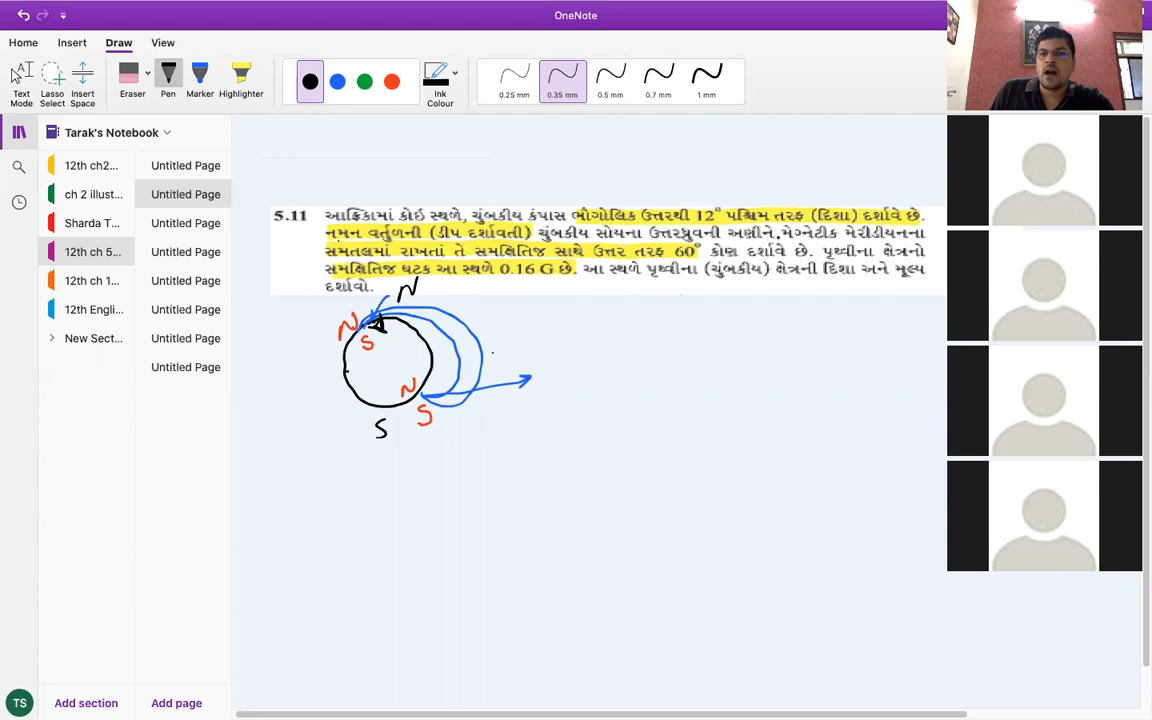 OneNote
Home Insert Draw View
Text Mode
Lasso Select
Insert Space
Eraser
Pen
Marker
Highlighter
Ink Colour
0.25 mm
0.35 mm
0.5 mm
0.7 mm
1 mm
Tarak's Notebook
12th ch2... Untitled Page
ch 2 illust... Untitled Page
Sharda T... Untitled Page
12th ch 5... Untitled Page
12th ch 1... Untitled Page
12th Engli... Untitled Page
New Sect... Untitled Page
Untitled Page
5.11 આફ્રિકામાં કોઈ સ્થળે, ચુંબકીય કંપાસ ભૌગોલિક ઉત્તરથી 12° પશ્ચિમ તરફ (દિશા) દર્શાવે છે.
નમન વર્તુળની (ડીપ દર્શાવતી) ચુંબકીય સોયના ઉત્તરધ્રુવની અણીને,મેગ્નેટીક મેરીડીયનના
સમતલમાં રાખતાં તે સમક્ષિતિજ સાથે ઉત્તર તરફ 60° કોણ દર્શાવે છે. પૃથ્વીના ક્ષેત્રનો
સમક્ષિતિજ ઘટક આ સ્થળે 0.16 G છે. આ સ્થળે પૃથ્વીના (ચુંબકીય) ક્ષેત્રની દિશા અને મૂલ્ય
દર્શાવો.
N
N
S
N
S
S
TS
Add section Add page